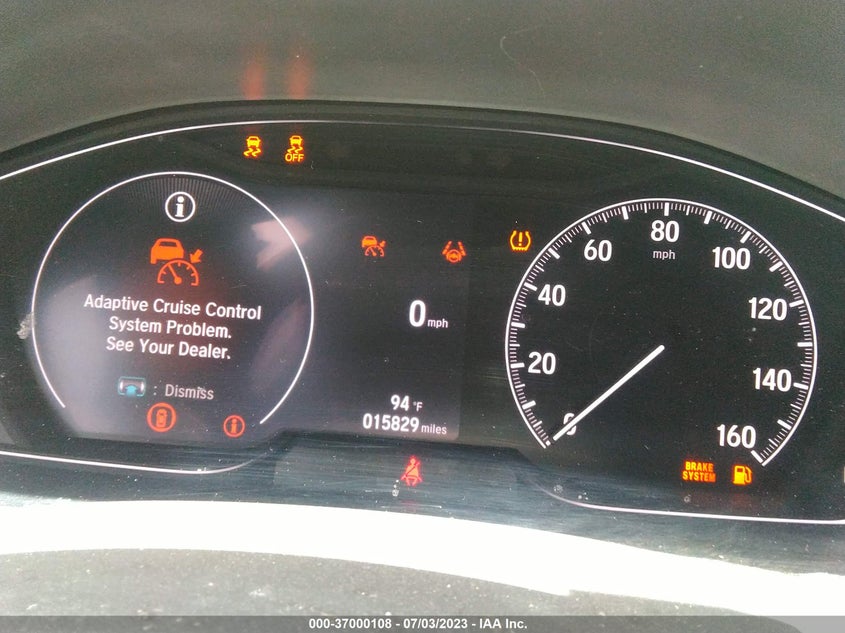 OFF
i
Adaptive Cruise Control
System Problem.
See Your Dealer.
: Dismiss
i
0 mph
94 °F
015829 miles
0
20
40
60
80
100
120
140
160
mph
BRAKE
SYSTEM
000-37000108 - 07/03/2023 - IAA Inc.